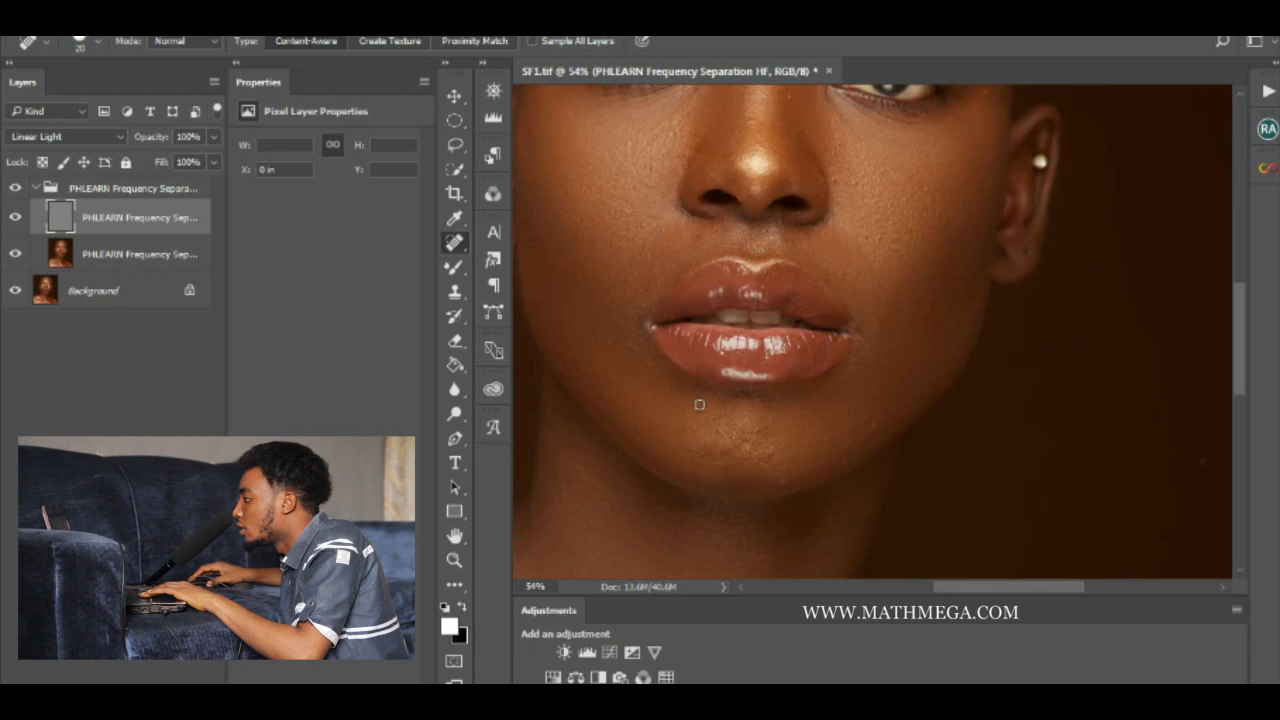 20
Mode: Normal
Type: Content-Aware Create Texture Proximity Match
Sample All Layers
Layers
Properties
SF1.tif @ 54% (PHLEARN Frequency Separation HF, RGB/8) *
Kind
Pixel Layer Properties
Linear Light
Opacity: 100%
W:
H:
Lock:
Fill: 100%
X: 0 in
Y:
PHLEARN Frequency Separa...
PHLEARN Frequency Sep...
PHLEARN Frequency Sep...
Background
RA
54%
Doc: 13.6M/40.6M
Adjustments
WWW.MATHMEGA.COM
Add an adjustment